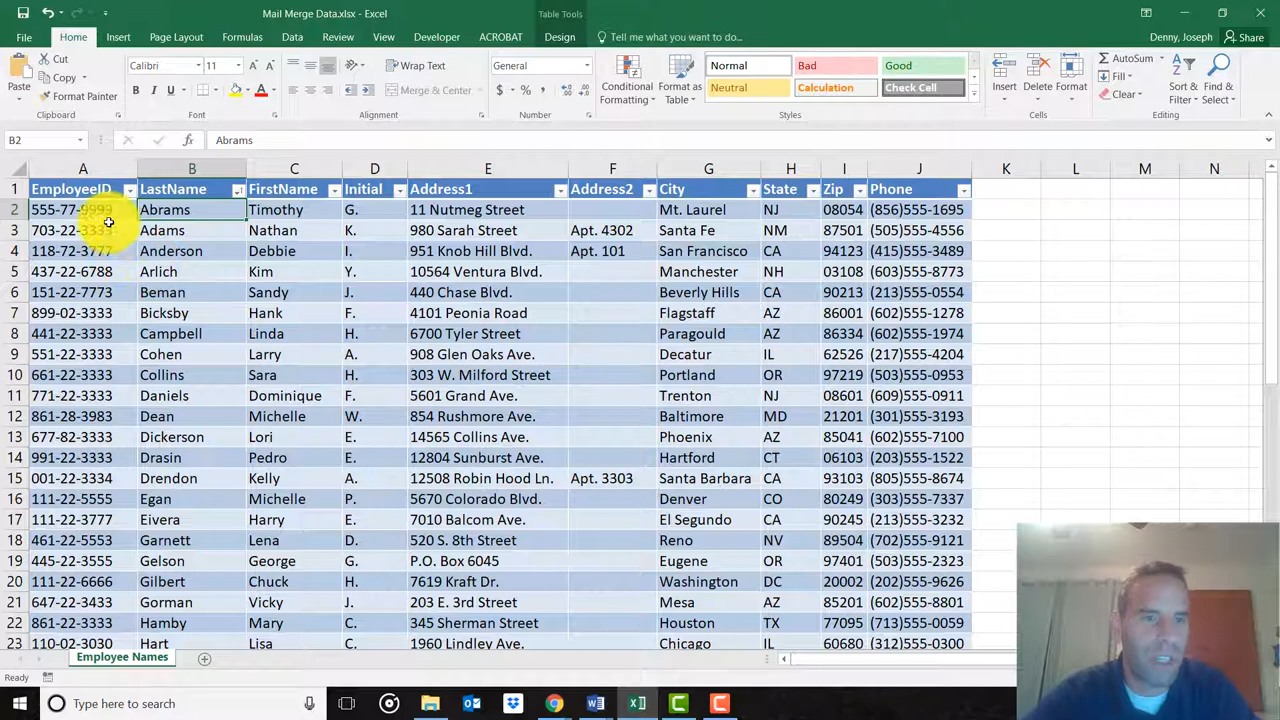 Mail Merge Data.xlsx - Excel
Table Tools
File Home Insert Page Layout Formulas Data Review View Developer ACROBAT Design Tell me what you want to do... Denny, Joseph Share
Paste Cut Copy Format Painter Clipboard
Calibri 11 B I U A A A Font
Wrap Text Merge & Center Alignment
General $ % , Number
Conditional Formatting Format as Table
Normal Bad Good
Neutral Calculation Check Cell
Styles
Insert Delete Format Cells
AutoSum Fill Clear Sort & Filter Find & Select Editing
B2 fx Abrams
A B C D E F G H I J K L M N
1 EmployeeID LastName FirstName Initial Address1 Address2 City State Zip Phone
2 555-77-9999 Abrams Timothy G. 11 Nutmeg Street Mt. Laurel NJ 08054 (856)555-1695
3 703-22-3333 Adams Nathan K. 980 Sarah Street Apt. 4302 Santa Fe NM 87501 (505)555-4556
4 118-72-3777 Anderson Debbie I. 951 Knob Hill Blvd. Apt. 101 San Francisco CA 94123 (415)555-3489
5 437-22-6788 Arlich Kim Y. 10564 Ventura Blvd. Manchester NH 03108 (603)555-8773
6 151-22-7773 Beman Sandy J. 440 Chase Blvd. Beverly Hills CA 90213 (213)555-0554
7 899-02-3333 Bicksby Hank F. 4101 Peonia Road Flagstaff AZ 86001 (602)555-1278
8 441-22-3333 Campbell Linda H. 6700 Tyler Street Paragould AZ 86334 (602)555-1974
9 551-22-3333 Cohen Larry A. 908 Glen Oaks Ave. Decatur IL 62526 (217)555-4204
10 661-22-3333 Collins Sara H. 303 W. Milford Street Portland OR 97219 (503)555-0953
11 771-22-3333 Daniels Dominique F. 5601 Grand Ave. Trenton NJ 08601 (609)555-0911
12 861-28-3983 Dean Michelle W. 854 Rushmore Ave. Baltimore MD 21201 (301)555-3193
13 677-82-3333 Dickerson Lori E. 14565 Collins Ave. Phoenix AZ 85041 (602)555-7100
14 991-22-3333 Drasin Pedro E. 12804 Sunburst Ave. Hartford CT 06103 (203)555-1522
15 001-22-3334 Drendon Kelly A. 12508 Robin Hood Ln. Apt. 3303 Santa Barbara CA 93103 (805)555-8674
16 111-22-5555 Egan Michelle P. 5670 Colorado Blvd. Denver CO 80249 (303)555-7337
17 111-22-3777 Eivera Harry E. 7010 Balcom Ave. El Segundo CA 90245 (213)555-3232
18 461-22-5553 Garnett Lena D. 520 S. 8th Street Reno NV 89504 (702)555-9121
19 445-22-3555 Gelson George G. P.O. Box 6045 Eugene OR 97401 (503)555-2323
20 111-22-6666 Gilbert Chuck H. 7619 Kraft Dr. Washington DC 20002 (202)555-9626
21 647-22-3433 Gorman Vicky J. 203 E. 3rd Street Mesa AZ 85201 (602)555-8801
22 861-22-3333 Hamby Mary C. 345 Sherman Street Houston TX 77095 (713)555-0059
23 110-02-3030 Hart Lisa C. 1960 Lindley Ave. Chicago IL 60680 (312)555-0300
Employee Names
Type here to search